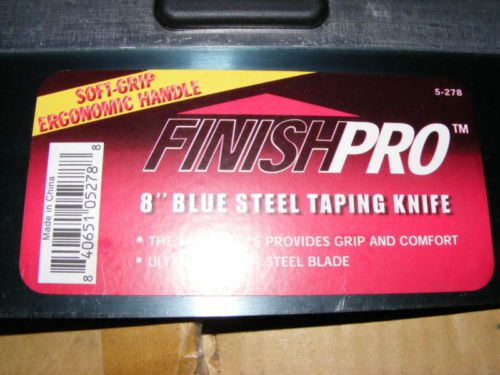 SOFT-GRIP
ERGONOMIC HANDLE
5-278
FINISHPRO™
8" BLUE STEEL TAPING KNIFE
• THE PROVIDES GRIP AND COMFORT
• STEEL BLADE
Made in China
8 40651 05278 8